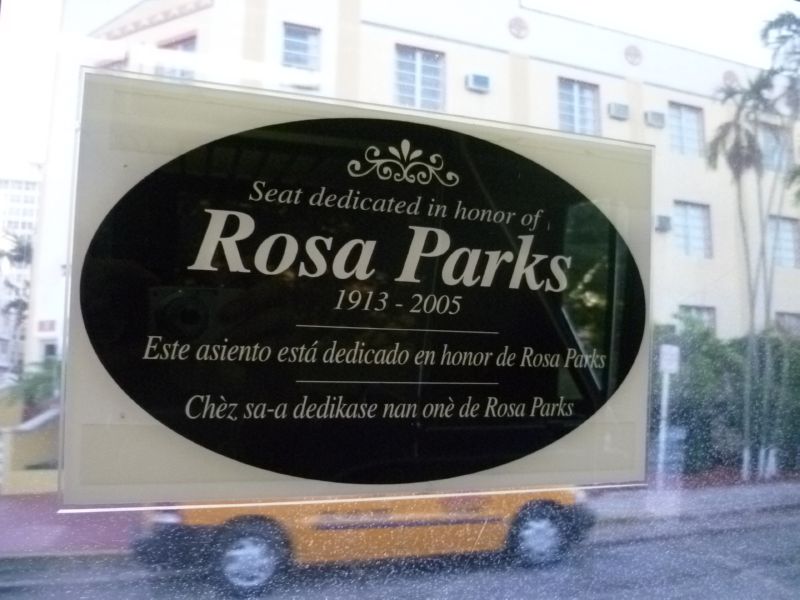 Seat dedicated in honor of
Rosa Parks
1913 - 2005
Este asiento está dedicado en honor de Rosa Parks
Chèz sa-a dedikase nan onè de Rosa Parks